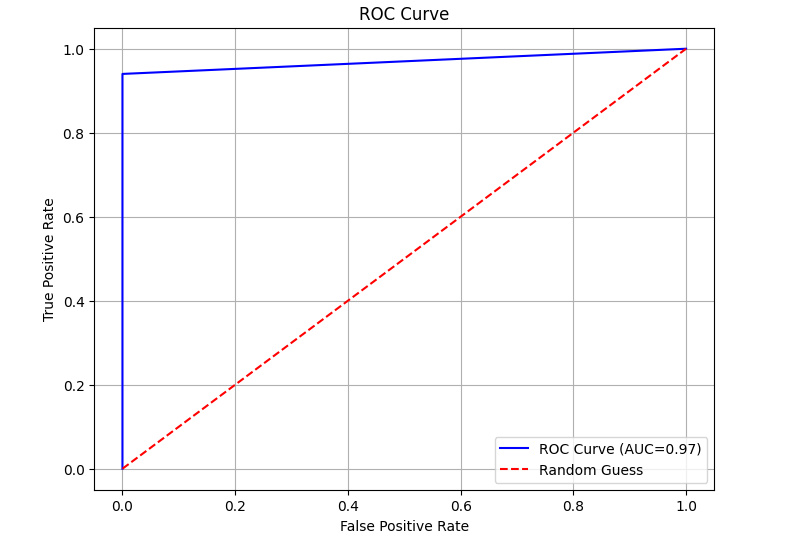 ROC Curve
True Positive Rate
1.0
0.8
0.6
0.4
0.2
0.0
0.0 0.2 0.4 0.6 0.8 1.0
False Positive Rate
ROC Curve (AUC=0.97)
Random Guess